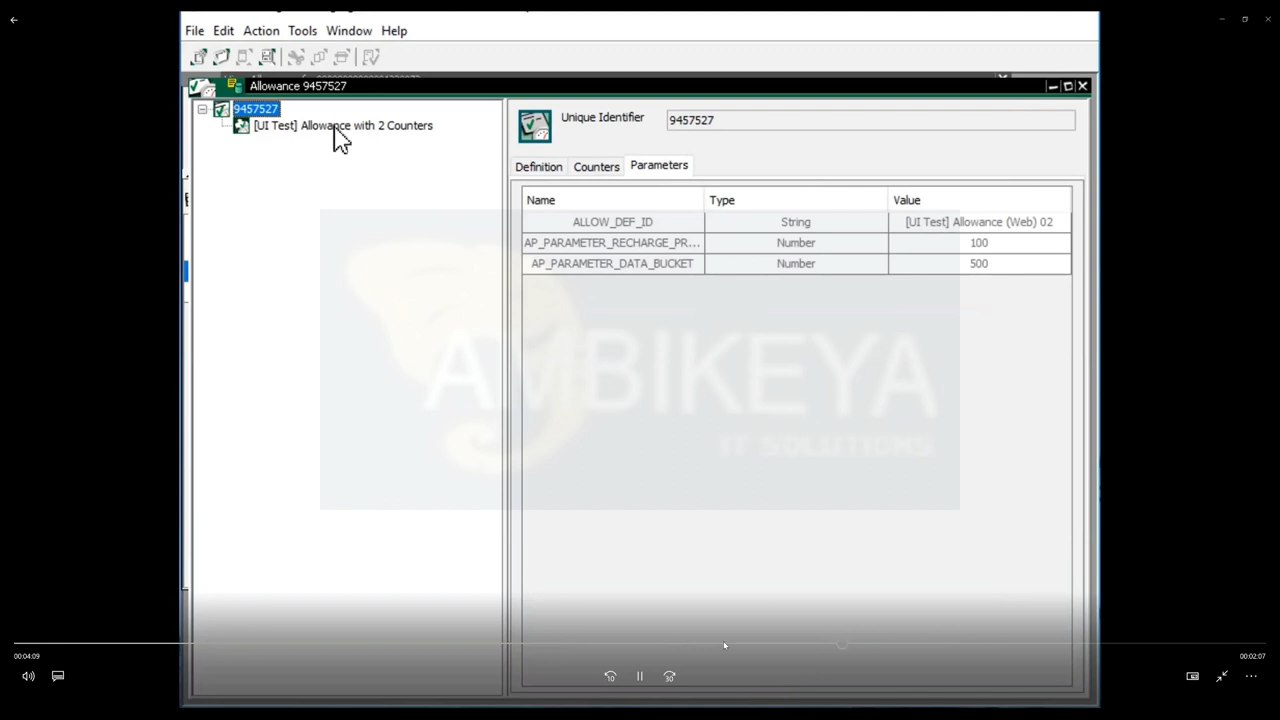 File Edit Action Tools Window Help
Allowance 9457527
9457527
[UI Test] Allowance with 2 Counters
Unique Identifier 9457527
Definition Counters Parameters
Name Type Value
ALLOW_DEF_ID String [UI Test] Allowance (Web) 02
AP_PARAMETER_RECHARGE_PR... Number 100
AP_PARAMETER_DATA_BUCKET Number 500
AMBIKEYA
IT SOLUTIONS
00:04:09 00:02:07
10 30